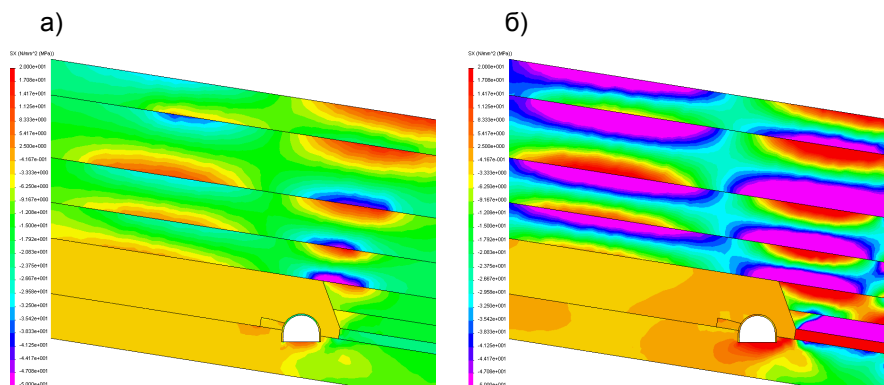 а)
б)
SX (N/mm^2 (MPa))
2.000e+001
1.708e+001
1.417e+001
1.125e+001
8.333e+000
5.417e+000
2.500e+000
-4.167e-001
-3.333e+000
-6.250e+000
-9.167e+000
-1.208e+001
-1.500e+001
-1.792e+001
-2.083e+001
-2.375e+001
-2.667e+001
-2.958e+001
-3.250e+001
-3.542e+001
-3.833e+001
-4.125e+001
-4.417e+001
-4.708e+001
SX (N/mm^2 (MPa))
2.000e+001
1.708e+001
1.417e+001
1.125e+001
8.333e+000
5.417e+000
2.500e+000
-4.167e-001
-3.333e+000
-6.250e+000
-9.167e+000
-1.208e+001
-1.500e+001
-1.792e+001
-2.083e+001
-2.375e+001
-2.667e+001
-2.958e+001
-3.250e+001
-3.542e+001
-3.833e+001
-4.125e+001
-4.417e+001
-4.708e+001